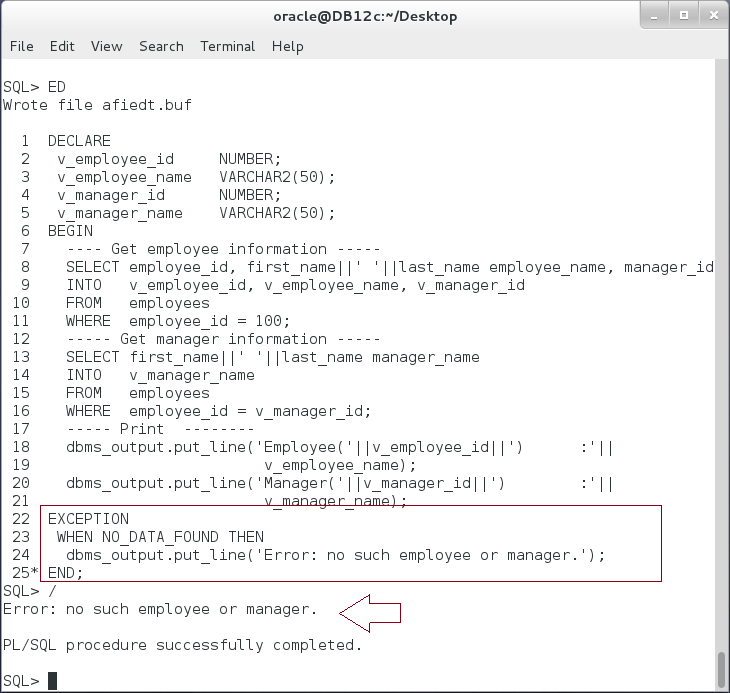 oracle@DB12c:~/Desktop
File Edit View Search Terminal Help
SQL> ED
Wrote file afiedt.buf
1 DECLARE
2 v_employee_id NUMBER;
3 v_employee_name VARCHAR2(50);
4 v_manager_id NUMBER;
5 v_manager_name VARCHAR2(50);
6 BEGIN
7 ---- Get employee information -----
8 SELECT employee_id, first_name||' '||last_name employee_name, manager_id
9 INTO v_employee_id, v_employee_name, v_manager_id
10 FROM employees
11 WHERE employee_id = 100;
12 ----- Get manager information -----
13 SELECT first_name||' '||last_name manager_name
14 INTO v_manager_name
15 FROM employees
16 WHERE employee_id = v_manager_id;
17 ----- Print --------
18 dbms_output.put_line('Employee('||v_employee_id||') :'||
19 v_employee_name);
20 dbms_output.put_line('Manager('||v_manager_id||') :'||
21 v_manager_name);
22 EXCEPTION
23 WHEN NO_DATA_FOUND THEN
24 dbms_output.put_line('Error: no such employee or manager.');
25* END;
SQL> /
Error: no such employee or manager.
PL/SQL procedure successfully completed.
SQL>